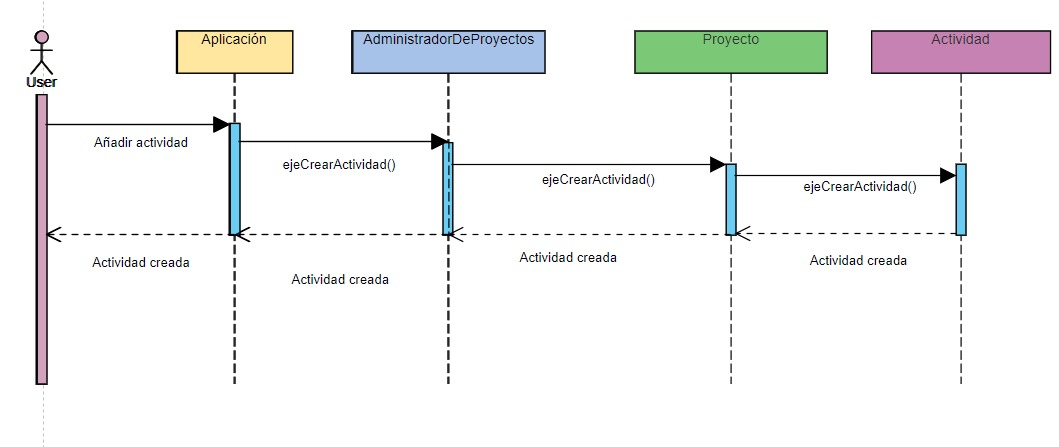 Aplicación
AdministradorDeProyectos
Proyecto
Actividad
User
Añadir actividad
ejeCrearActividad()
ejeCrearActividad()
ejeCrearActividad()
Actividad creada
Actividad creada
Actividad creada
Actividad creada